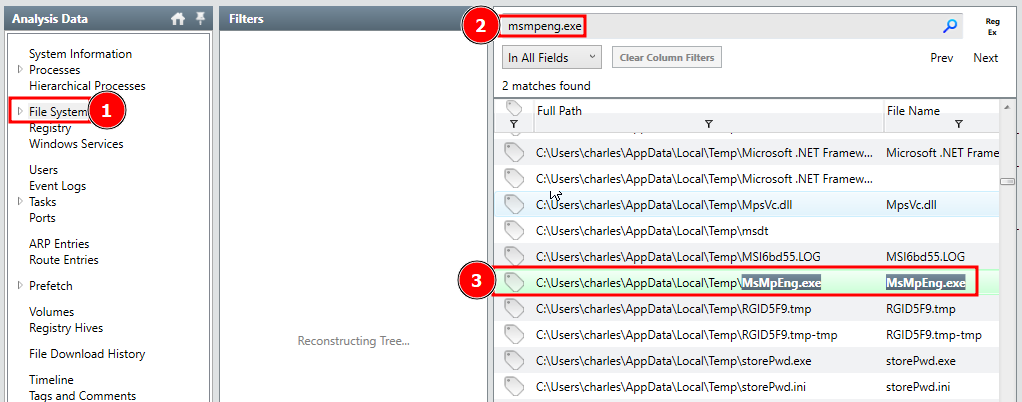 Analysis Data
System Information
Processes
Hierarchical Processes
File System
1
Registry
Windows Services
Users
Event Logs
Tasks
Ports
ARP Entries
Route Entries
Prefetch
Volumes
Registry Hives
File Download History
Timeline
Tags and Comments
Filters
Reconstructing Tree...
2
msmpeng.exe
Reg
Ex
In All Fields
Clear Column Filters
Prev
Next
2 matches found
Full Path File Name
C:\Users\charles\AppData\Local\Temp\Microsoft .NET Framew... Microsoft .NET Frame
C:\Users\charles\AppData\Local\Temp\Microsoft .NET Framew...
C:\Users\charles\AppData\Local\Temp\MpsVc.dll MpsVc.dll
C:\Users\charles\AppData\Local\Temp\msdt
C:\Users\charles\AppData\Local\Temp\MSI6bd55.LOG MSI6bd55.LOG
3
C:\Users\charles\AppData\Local\Temp\MsMpEng.exe MsMpEng.exe
C:\Users\charles\AppData\Local\Temp\RGID5F9.tmp RGID5F9.tmp
C:\Users\charles\AppData\Local\Temp\RGID5F9.tmp-tmp RGID5F9.tmp-tmp
C:\Users\charles\AppData\Local\Temp\storePwd.exe storePwd.exe
C:\Users\charles\AppData\Local\Temp\storePwd.ini storePwd.ini